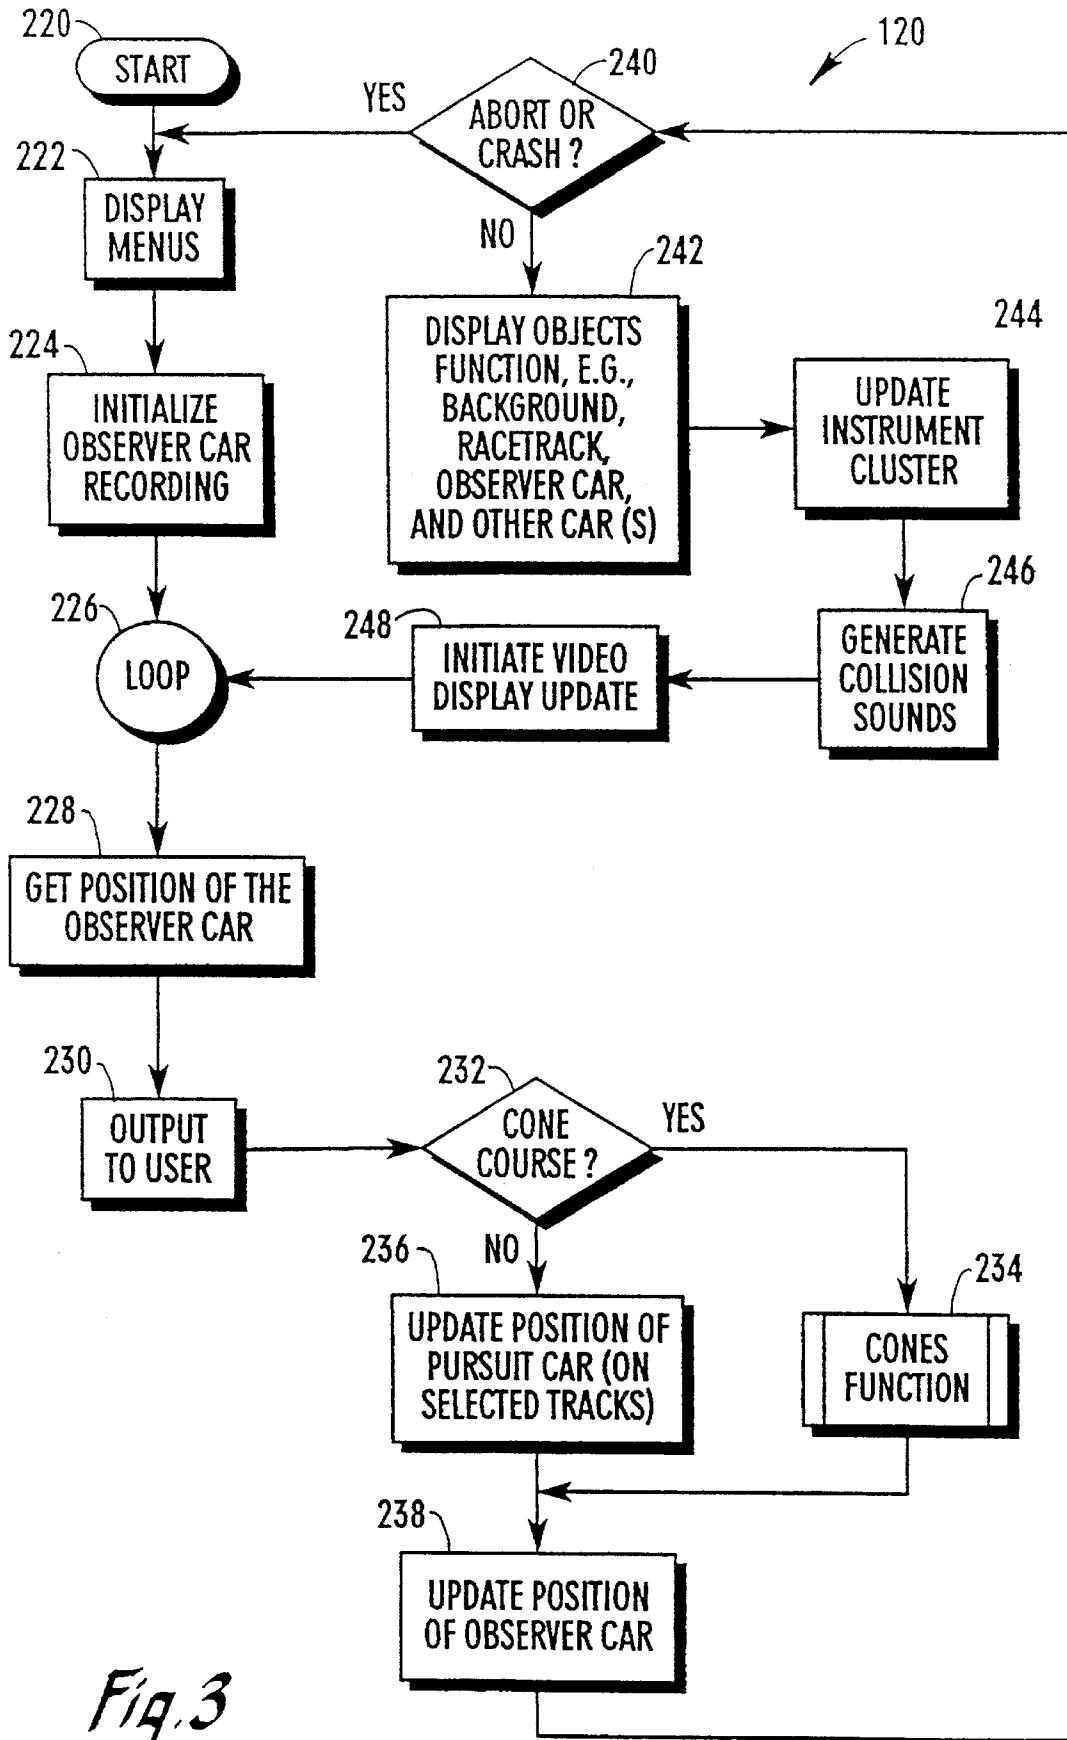 220
START
222
DISPLAY
MENUS
224
INITIALIZE
OBSERVER CAR
RECORDING
226
LOOP
228
GET POSITION OF THE
OBSERVER CAR
230
OUTPUT
TO USER
232
CONE
COURSE ?
YES
NO
234
CONES
FUNCTION
236
UPDATE POSITION OF
PURSUIT CAR (ON
SELECTED TRACKS)
238
UPDATE POSITION
OF OBSERVER CAR
120
240
ABORT OR
CRASH ?
YES
NO
242
DISPLAY OBJECTS
FUNCTION, E.G.,
BACKGROUND,
RACETRACK,
OBSERVER CAR,
AND OTHER CAR (S)
244
UPDATE
INSTRUMENT
CLUSTER
246
GENERATE
COLLISION
SOUNDS
248
INITIATE VIDEO
DISPLAY UPDATE
Fig. 3